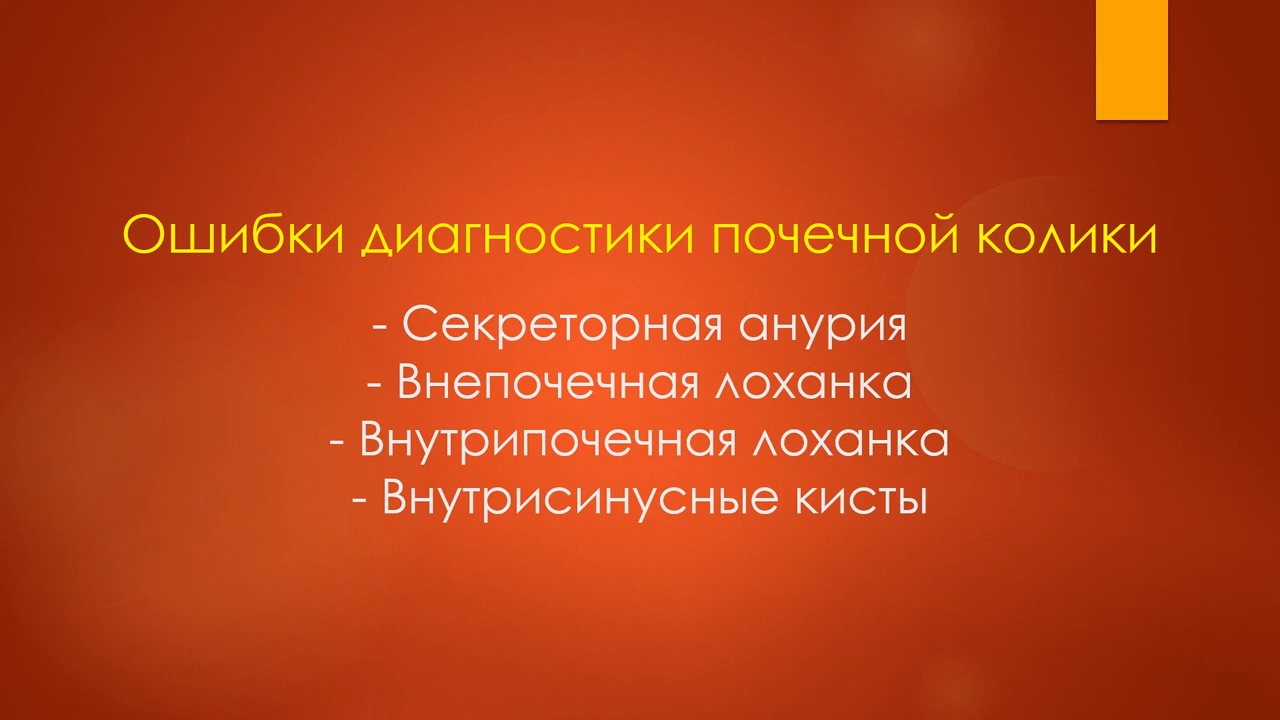 Ошибки диагностики почечной колики
- Секреторная анурия
- Внепочечная лоханка
- Внутрипочечная лоханка
- Внутрисинусные кисты